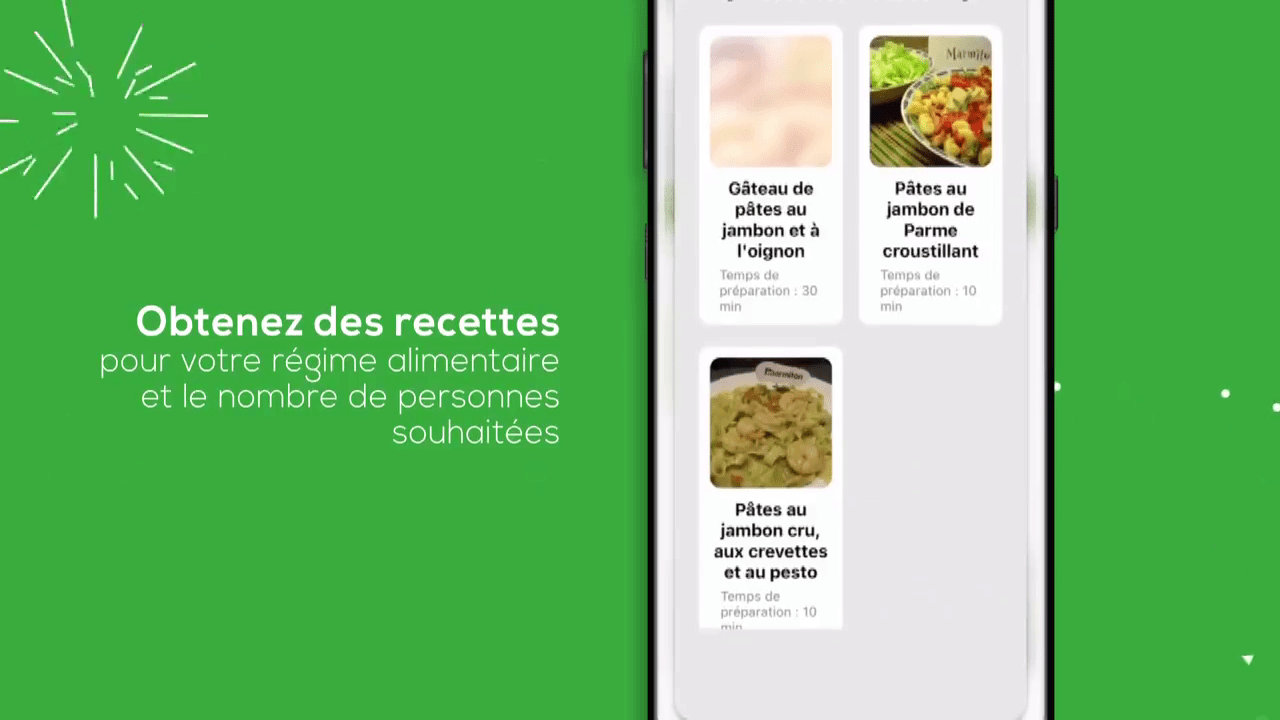 Obtenez des recettes
pour votre régime alimentaire
et le nombre de personnes
souhaitées
Marmiton
Gâteau de
pâtes au
jambon et à
l'oignon
Temps de
préparation : 30
min
Pâtes au
jambon de
Parme
croustillant
Temps de
préparation : 10
min
Marmiton
Pâtes au
jambon cru,
aux crevettes
et au pesto
Temps de
préparation : 10
min